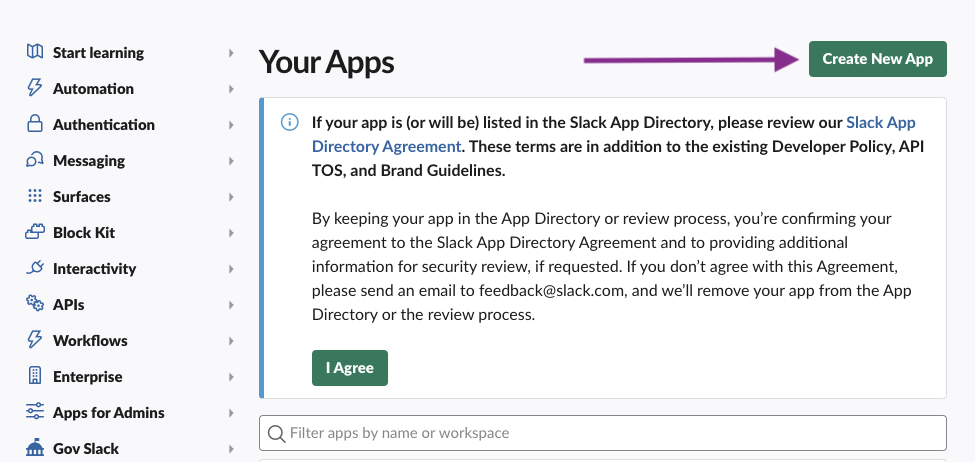 Start learning
Automation
Authentication
Messaging
Surfaces
Block Kit
Interactivity
APIs
Workflows
Enterprise
Apps for Admins
Gov Slack
Your Apps
Create New App
If your app is (or will be) listed in the Slack App Directory, please review our Slack App
Directory Agreement. These terms are in addition to the existing Developer Policy, API
TOS, and Brand Guidelines.
By keeping your app in the App Directory or review process, you’re confirming your
agreement to the Slack App Directory Agreement and to providing additional
information for security review, if requested. If you don’t agree with this Agreement,
please send an email to feedback@slack.com, and we’ll remove your app from the App
Directory or the review process.
I Agree
Filter apps by name or workspace